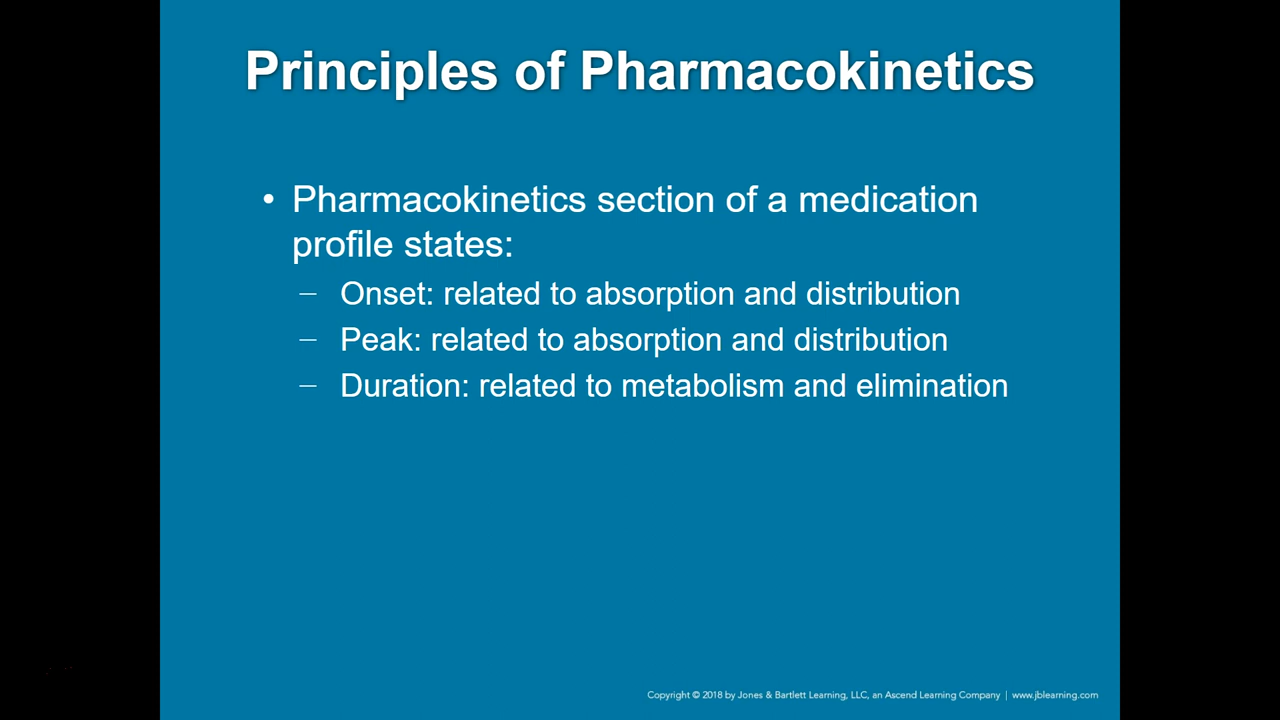 Principles of Pharmacokinetics
• Pharmacokinetics section of a medication
profile states:
– Onset: related to absorption and distribution
– Peak: related to absorption and distribution
– Duration: related to metabolism and elimination
Copyright © 2018 by Jones & Bartlett Learning, LLC, an Ascend Learning Company | www.jblearning.com